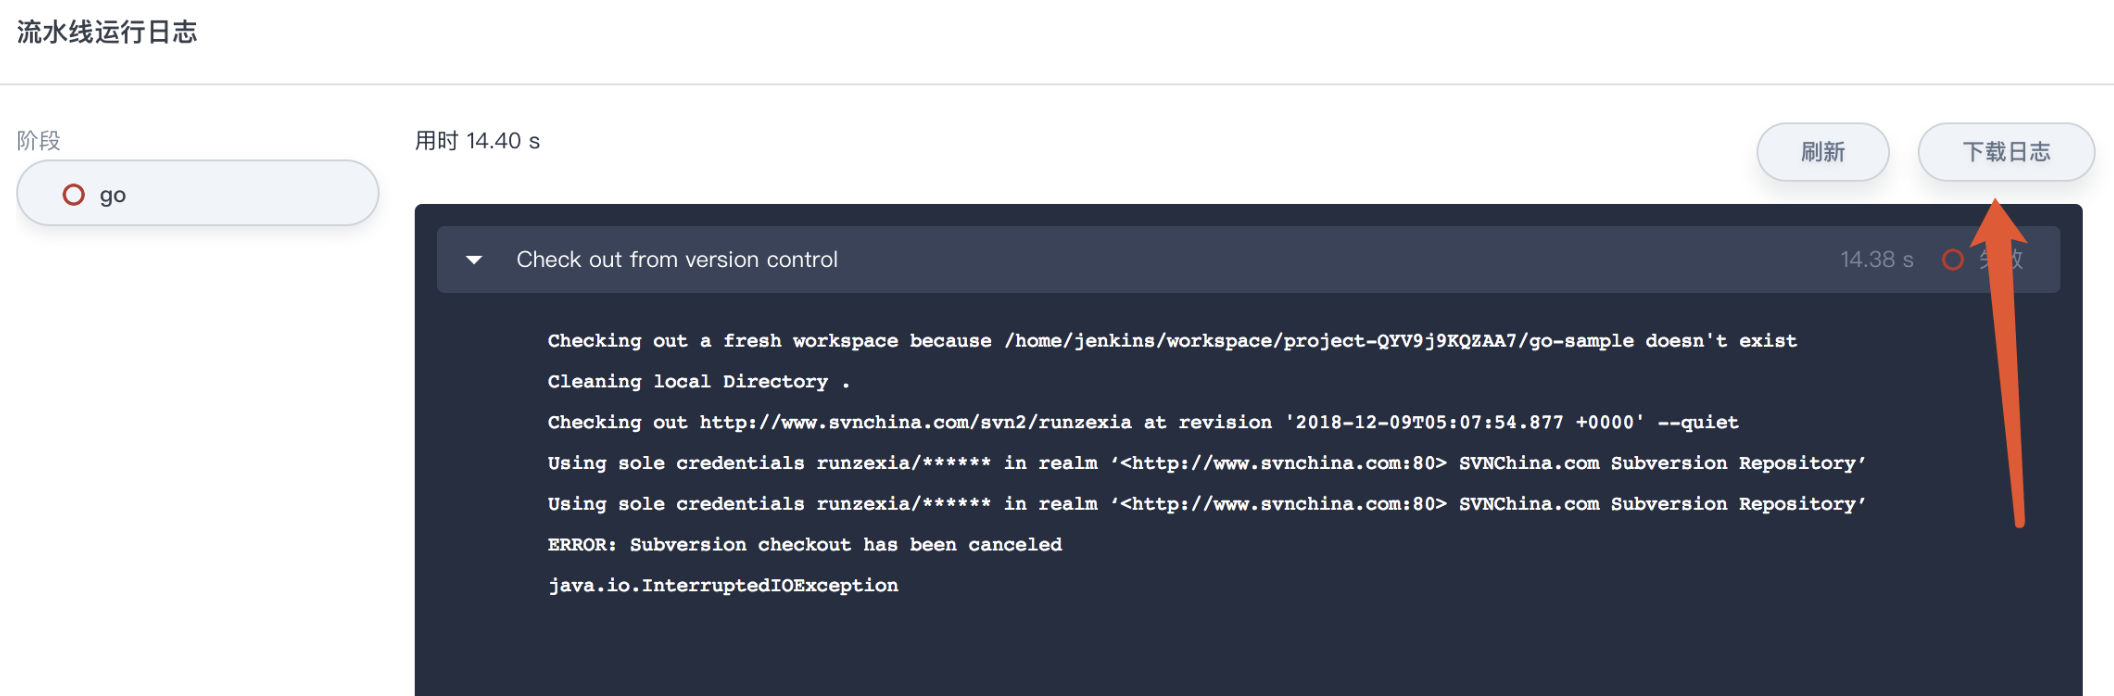 流水线运行日志
阶段
go
用时 14.40 s
刷新
下载日志
Check out from version control
14.38 s
Checking out a fresh workspace because /home/jenkins/workspace/project-QYV9j9KQZAA7/go-sample doesn't exist
Cleaning local Directory .
Checking out http://www.svnchina.com/svn2/runzexia at revision '2018-12-09T05:07:54.877 +0000' --quiet
Using sole credentials runzexia/****** in realm ‘<http://www.svnchina.com:80> SVNChina.com Subversion Repository’
Using sole credentials runzexia/****** in realm ‘<http://www.svnchina.com:80> SVNChina.com Subversion Repository’
ERROR: Subversion checkout has been canceled
java.io.InterruptedIOException